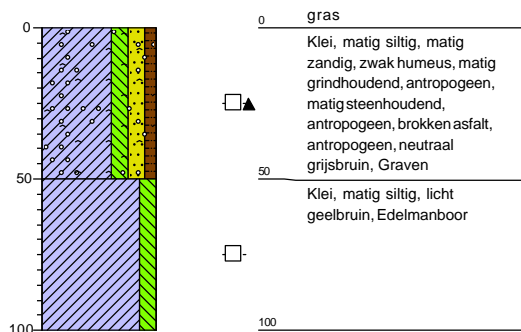 0
0
gras
Klei, matig siltig, matig
zandig, zwak humeus, matig
grindhoudend, antropogeen,
matig steenhoudend,
antropogeen, brokken asfalt,
antropogeen, neutraal
grijsbruin, Graven
50
50
Klei, matig siltig, licht
geelbruin, Edelmanboor
100
100